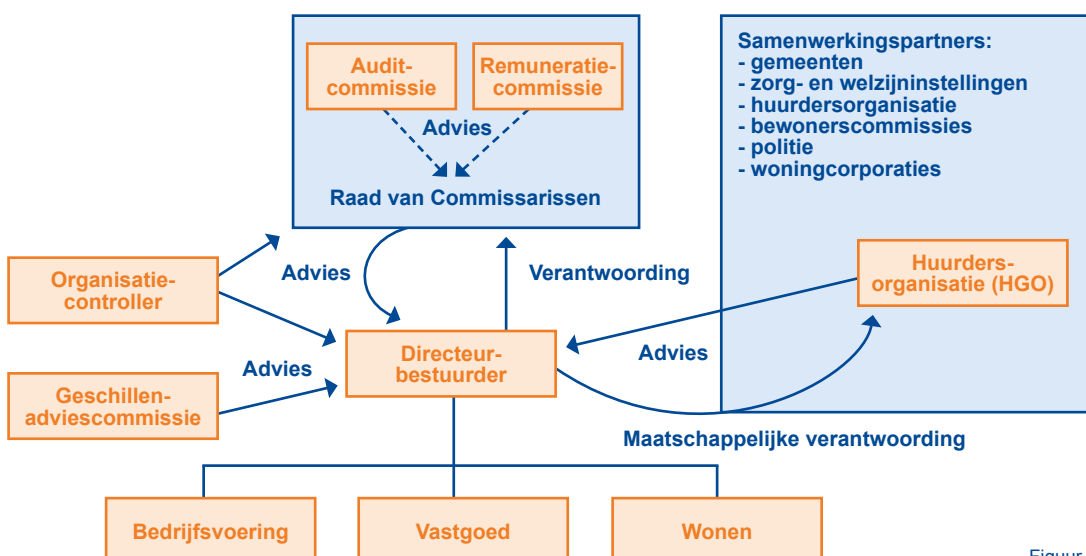 Audit-
commissie
Remuneratie-
commissie
Advies
Raad van Commissarissen
Samenwerkingspartners:
- gemeenten
- zorg- en welzijninstellingen
- huurdersorganisatie
- bewonerscommissies
- politie
- woningcorporaties
Organisatie-
controller
Advies
Verantwoording
Huurders-
organisatie (HGO)
Directeur-
bestuurder
Advies
Advies
Geschillen-
adviescommissie
Maatschappelijke verantwoording
Bedrijfsvoering
Vastgoed
Wonen
Figuur